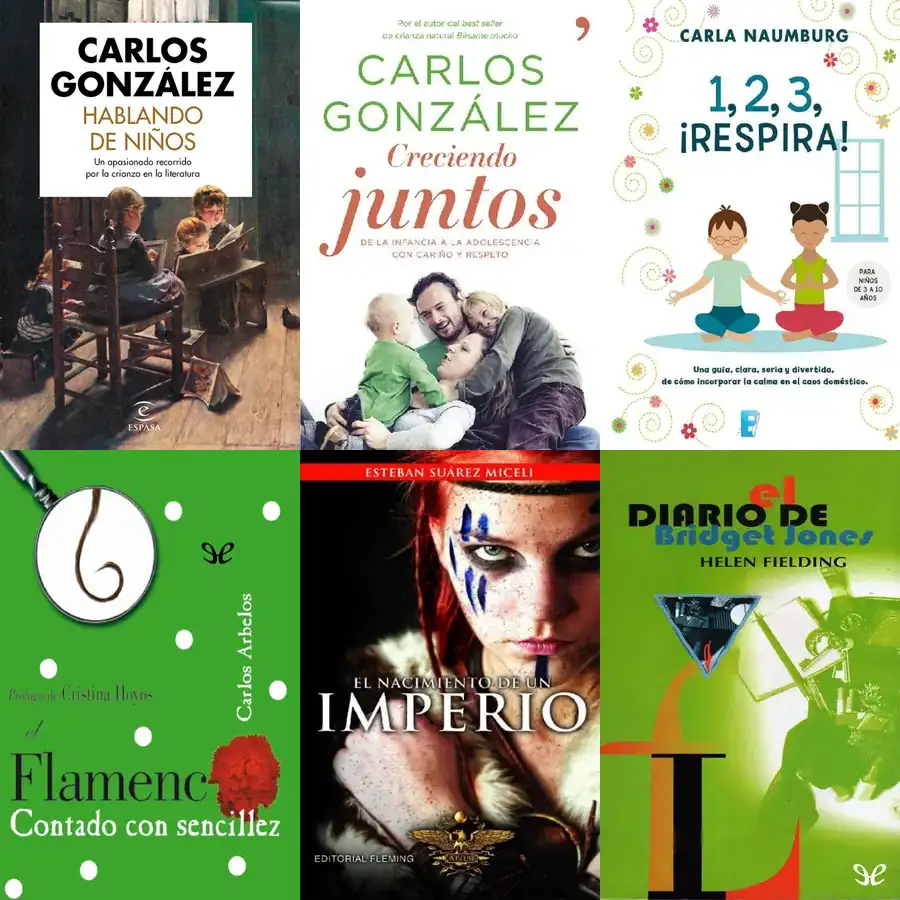 CARLOS
GONZÁLEZ
HABLANDO
DE NIÑOS
Un apasionado recorrido
por la crianza en la literatura
e
ESPASA
Por el autor del best seller
de crianza natural Bésame mucho
CARLOS
GONZÁLEZ
Creciendo
juntos
DE LA INFANCIA A LA ADOLESCENCIA
CON CARIÑO Y RESPETO
CARLA NAUMBURG
1, 2, 3,
¡RESPIRA!
PARA
NIÑOS
DE 3 A 10
AÑOS
Una guía, clara, seria y divertida,
de cómo incorporar la calma en el caos doméstico.
B
Carlos Arbelos
Prólogo de Cristina Hoyos
el
Flamenc
Contado con sencillez
ESTEBAN SUÁREZ MICELI
EL NACIMIENTO DE UN
IMPERIO
EDITORIAL FLEMING
el
DIARIO DE
Bridget Jones
HELEN FIELDING